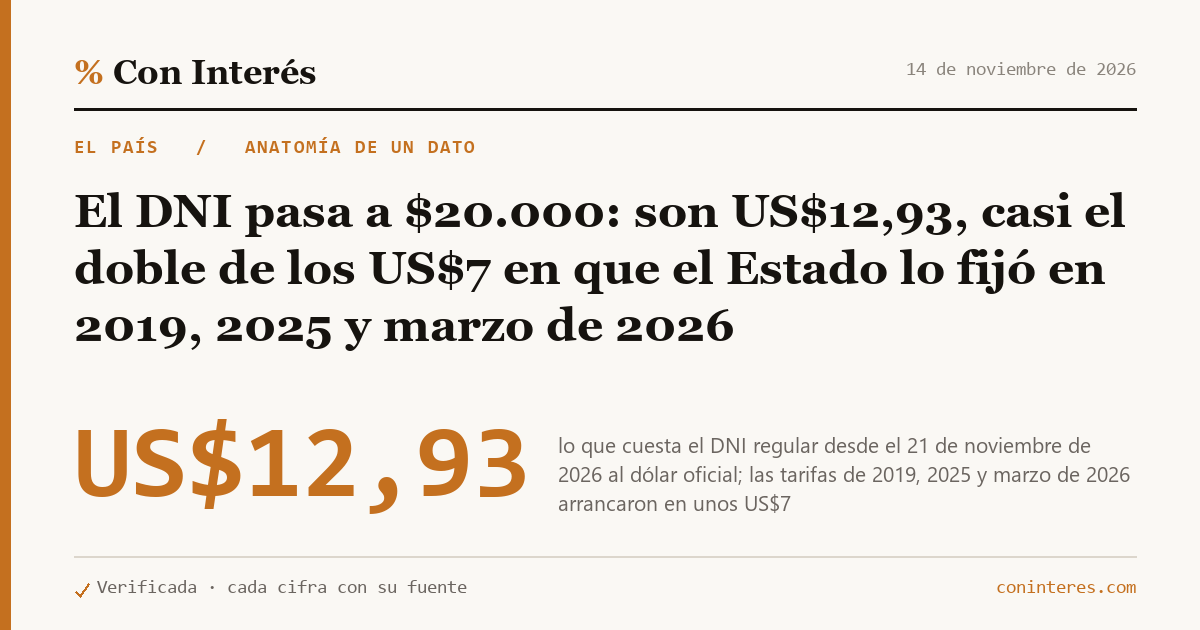 % Con Interés
14 de noviembre de 2026
EL PAÍS / ANATOMÍA DE UN DATO
El DNI pasa a $20.000: son US$12,93, casi el
doble de los US$7 en que el Estado lo fijó en
2019, 2025 y marzo de 2026
US$12,93
lo que cuesta el DNI regular desde el 21 de noviembre de
2026 al dólar oficial; las tarifas de 2019, 2025 y marzo de 2026
arrancaron en unos US$7
✓ Verificada · cada cifra con su fuente
coninteres.com